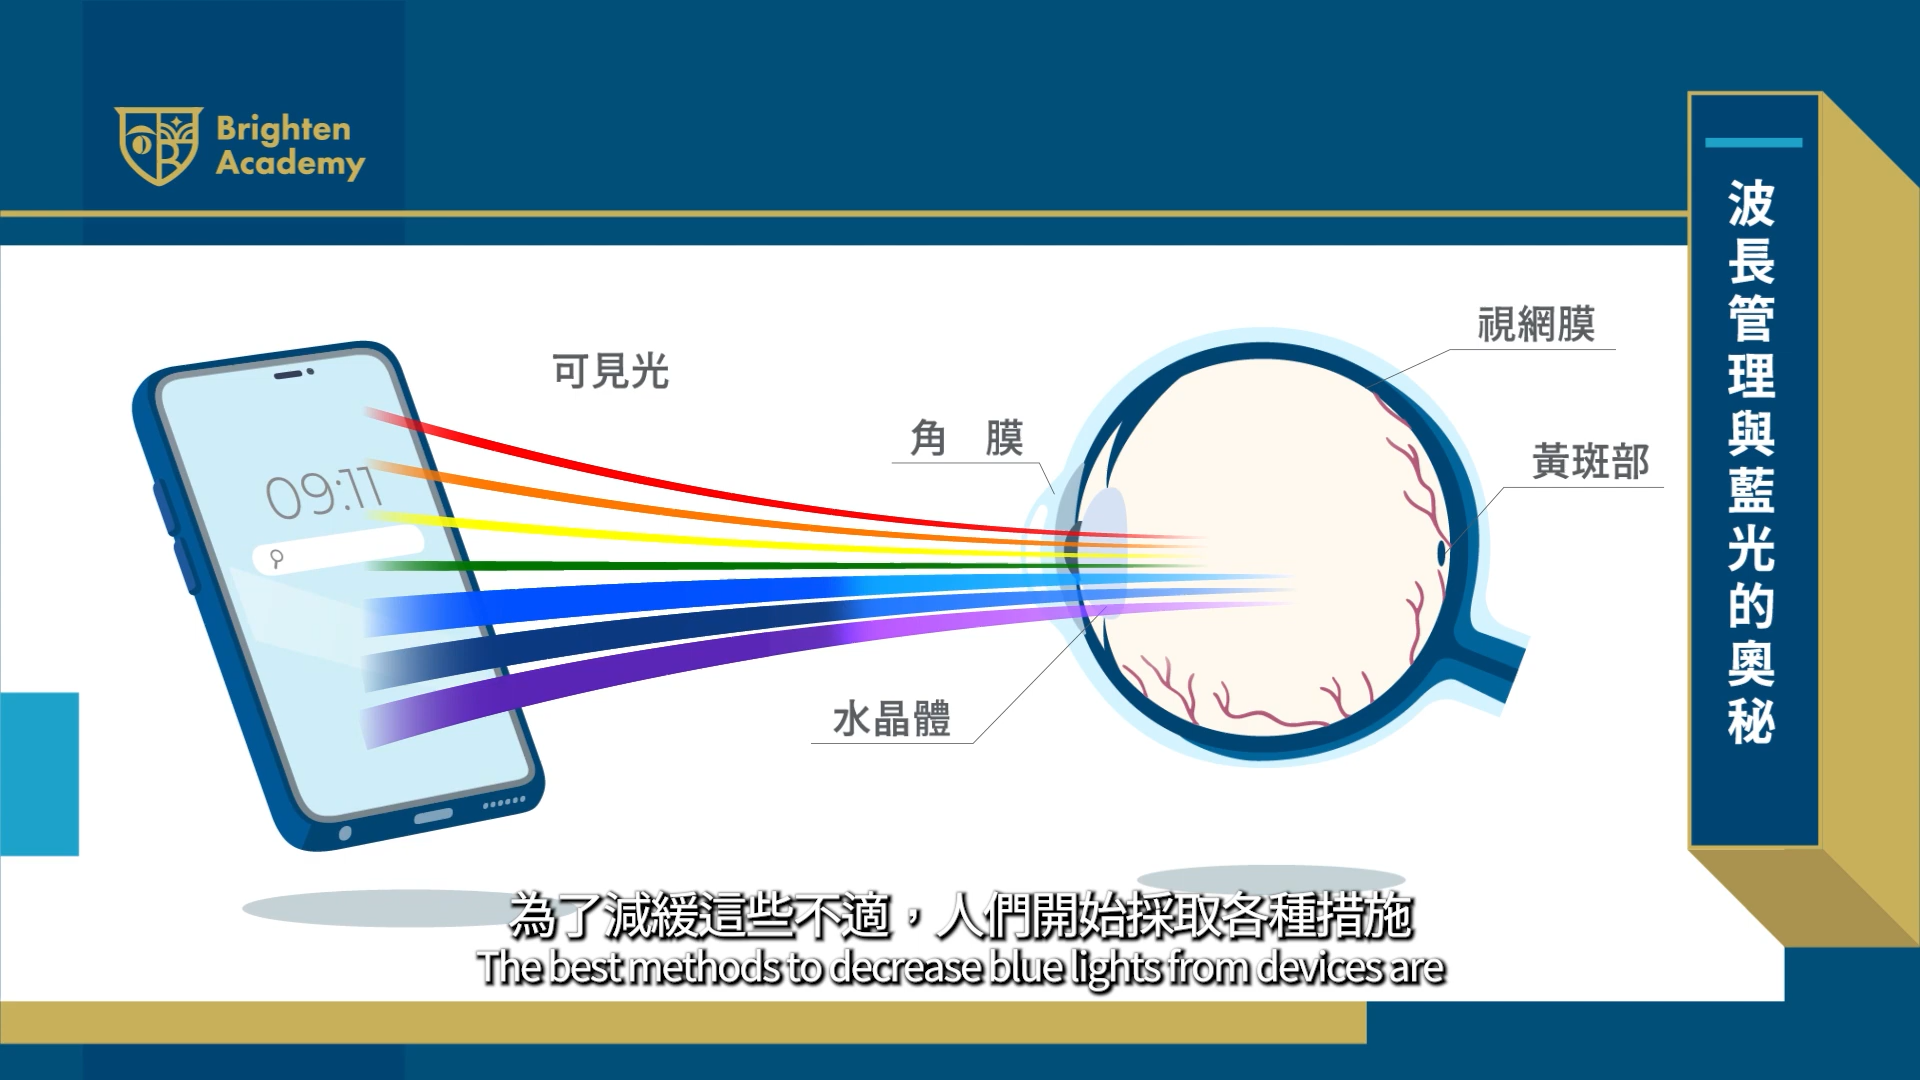 Brighten
Academy
波長管理與藍光的奧秘
可見光
視網膜
角 膜
黃斑部
09:11
水晶體
為了減緩這些不適，人們開始採取各種措施
The best methods to decrease blue lights from devices are